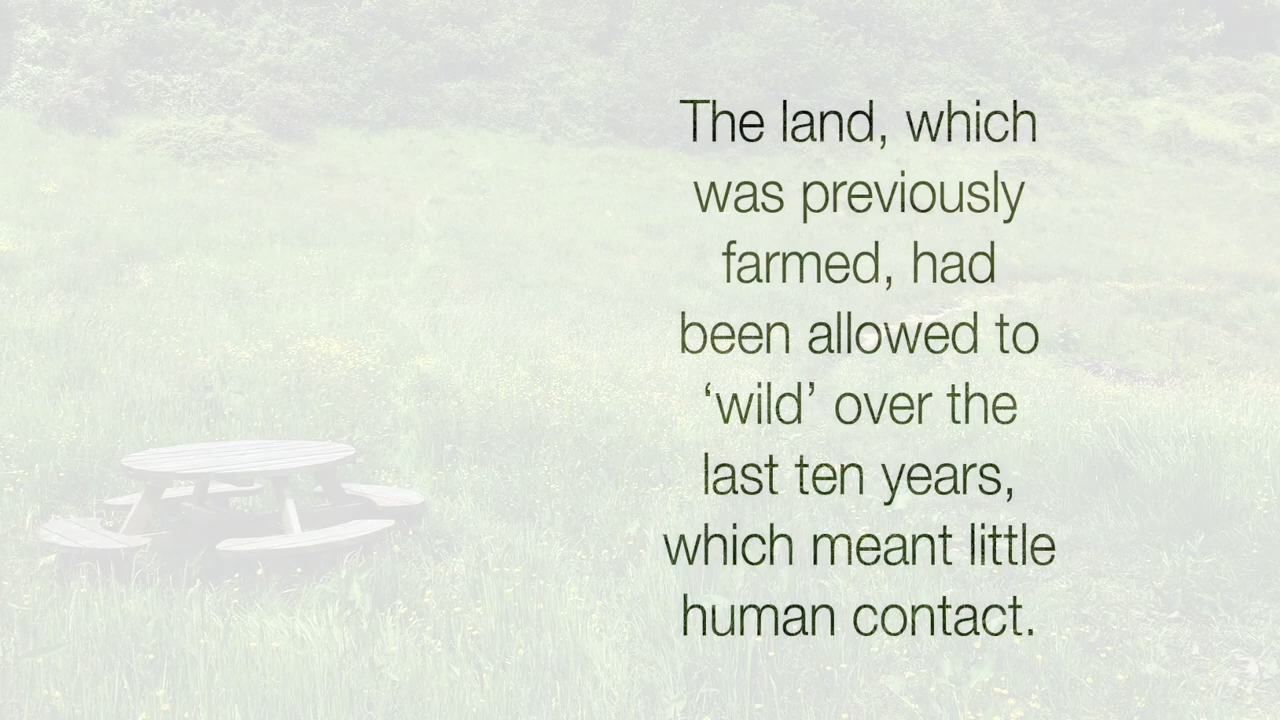 The land, which
was previously
farmed, had
been allowed to
‘wild’ over the
last ten years,
which meant little
human contact.